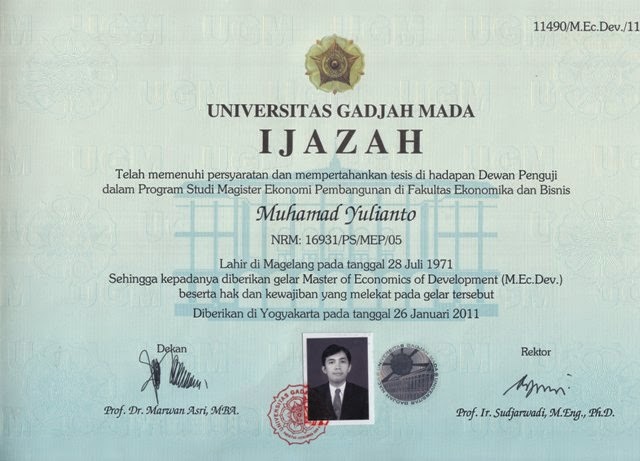 11490/M.Ec.Dev./11
UNIVERSITAS GADJAH MADA
IJAZAH
Telah memenuhi persyaratan dan mempertahankan tesis di hadapan Dewan Penguji
dalam Program Studi Magister Ekonomi Pembangunan di Fakultas Ekonomika dan Bisnis
Muhamad Yulianto
NRM: 16931/PS/MEP/05
Lahir di Magelang pada tanggal 28 Juli 1971
Sehingga kepadanya diberikan gelar Master of Economics of Development (M.Ec.Dev.)
beserta hak dan kewajiban yang melekat pada gelar tersebut
Diberikan di Yogyakarta pada tanggal 26 Januari 2011
Dekan
Rektor
Prof. Dr. Marwan Asri, MBA.
Prof. Ir. Sudjarwadi, M.Eng., Ph.D.
UGM